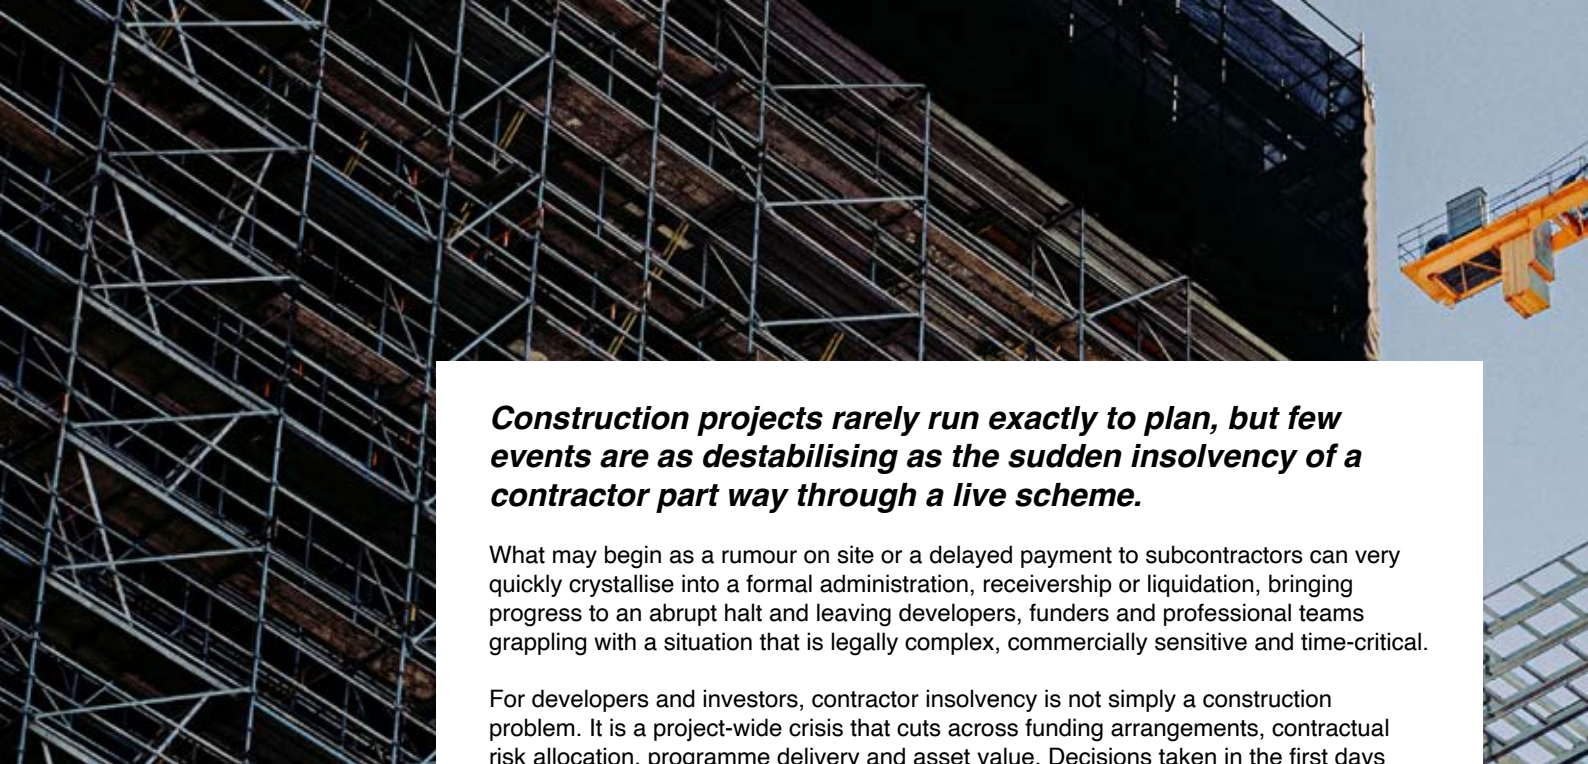 Construction projects rarely run exactly to plan, but few
events are as destabilising as the sudden insolvency of a
contractor part way through a live scheme.
What may begin as a rumour on site or a delayed payment to subcontractors can very
quickly crystallise into a formal administration, receivership or liquidation, bringing
progress to an abrupt halt and leaving developers, funders and professional teams
grappling with a situation that is legally complex, commercially sensitive and time-critical.
For developers and investors, contractor insolvency is not simply a construction
problem. It is a project-wide crisis that cuts across funding arrangements, contractual
risk allocation, programme delivery and asset value. Decisions taken in the first days